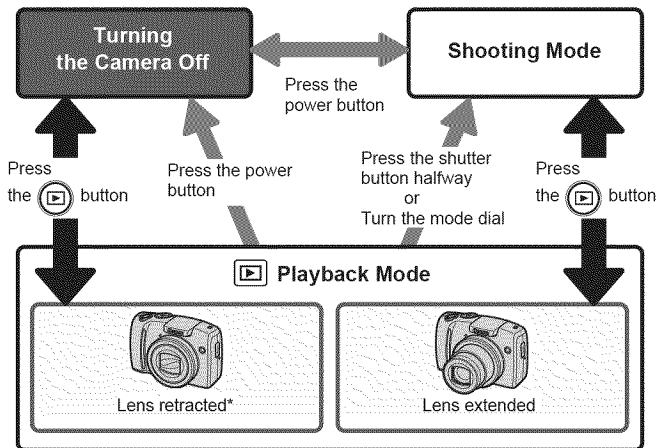 Turning
the Camera Off
Shooting Mode
Press the
power button
Press
the button
Press the power
button
Press the shutter
button halfway
or
Turn the mode dial
Press
the button
Playback Mode
Lens retracted*
Lens extended